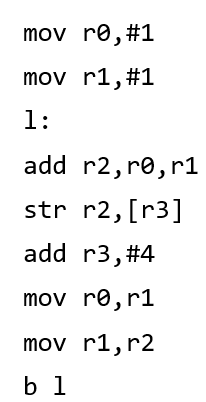 mov r0,#1
mov r1,#1
l:
add r2,r0,r1
str r2,[r3]
add r3,#4
mov r0,r1
mov r1,r2
b l